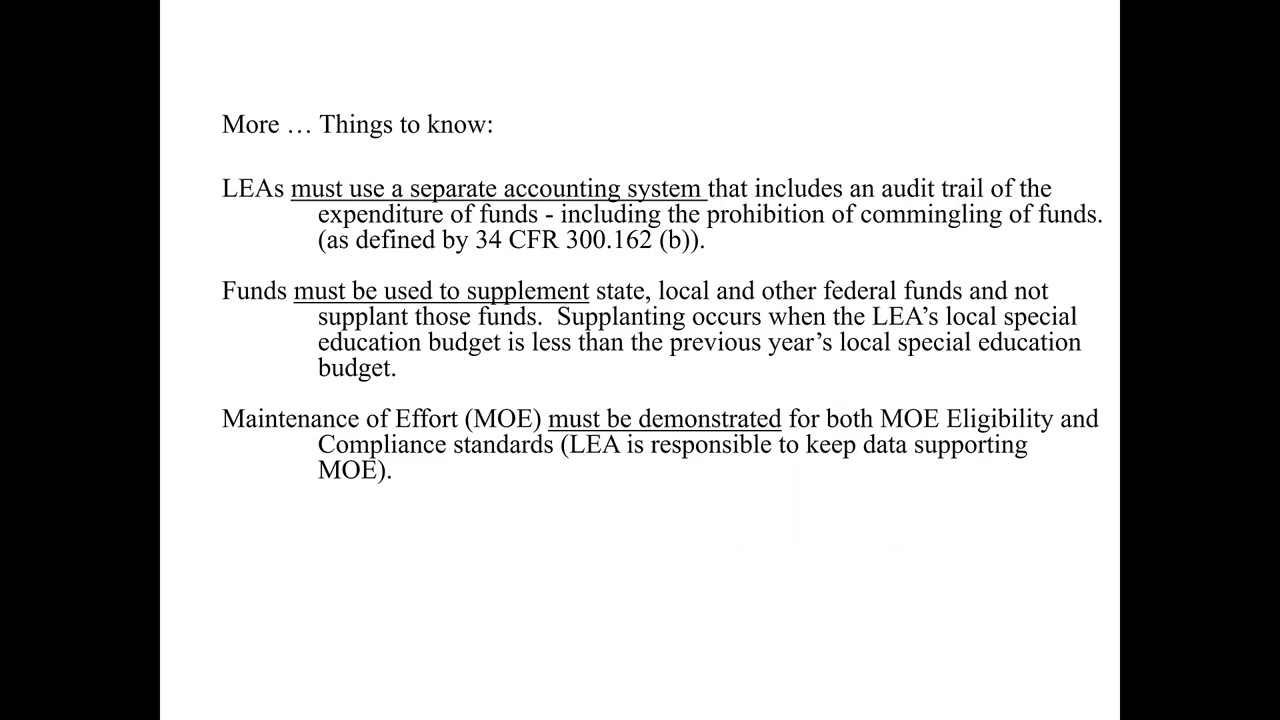 More … Things to know:
LEAs must use a separate accounting system that includes an audit trail of the
expenditure of funds - including the prohibition of commingling of funds.
(as defined by 34 CFR 300.162 (b)).
Funds must be used to supplement state, local and other federal funds and not
supplant those funds.  Supplanting occurs when the LEA’s local special
education budget is less than the previous year’s local special education
budget.
Maintenance of Effort (MOE) must be demonstrated for both MOE Eligibility and
Compliance standards (LEA is responsible to keep data supporting
MOE).